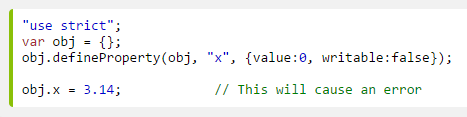 "use strict";
var obj = {};
obj.defineProperty(obj, "x", {value:0, writable:false});
obj.x = 3.14;            // This will cause an error